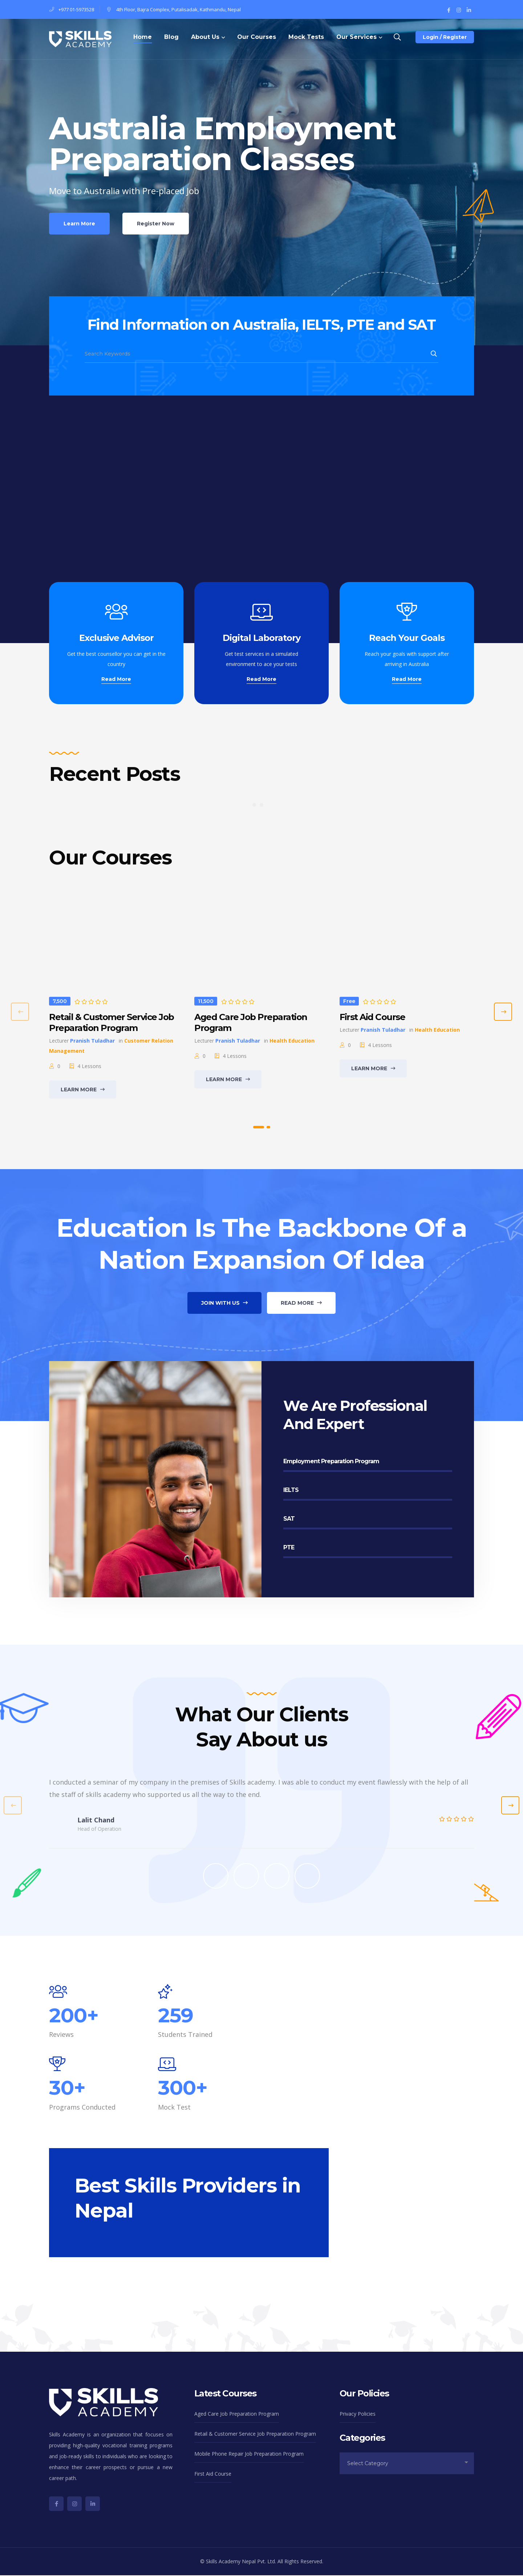 +977 01-5973528
4th Floor, Bajra Complex, Putalisadak, Kathmandu, Nepal
SKILLS
ACADEMY
Home
Blog
About Us
Our Courses
Mock Tests
Our Services
Login / Register
Australia Employment
Preparation Classes
Move to Australia with Pre-placed job
Learn More
Register Now
Find Information on Australia, IELTS, PTE and SAT
Search keywords
Exclusive Advisor
Get the best counsellor you can get in the
country
Read More
Digital Laboratory
Get test services in a simulated
environment to ace your tests
Read More
Reach Your Goals
Reach your goals with support after
arriving in Australia
Read More
Recent Posts
Our Courses
7,500
Retail & Customer Service Job
Preparation Program
Lecturer Pranish Tuladhar in Customer Relation
Management
0 4 Lessons
LEARN MORE
11,500
Aged Care Job Preparation
Program
Lecturer Pranish Tuladhar in Health Education
0 4 Lessons
LEARN MORE
Free
First Aid Course
Lecturer Pranish Tuladhar in Health Education
0 4 Lessons
LEARN MORE
Education Is The Backbone Of a
Nation Expansion Of Idea
JOIN WITH US
READ MORE
We Are Professional
And Expert
Employment Preparation Program
IELTS
SAT
PTE
What Our Clients
Say About us
I conducted a seminar of my company in the premises of Skills academy. I was able to conduct my event flawlessly with the help of all
the staff of skills academy who supported us all the way to the end.
Lalit Chand
Head of Operation
200+
Reviews
259
Students Trained
30+
Programs Conducted
300+
Mock Test
Best Skills Providers in
Nepal
SKILLS
ACADEMY
Skills Academy is an organization that focuses on
providing high-quality vocational training programs
and job-ready skills to individuals who are looking to
enhance their career prospects or pursue a new
career path.
Latest Courses
Aged Care Job Preparation Program
Retail & Customer Service Job Preparation Program
Mobile Phone Repair Job Preparation Program
First Aid Course
Our Policies
Privacy Policies
Categories
Select Category
© Skills Academy Nepal Pvt. Ltd. All Rights Reserved.